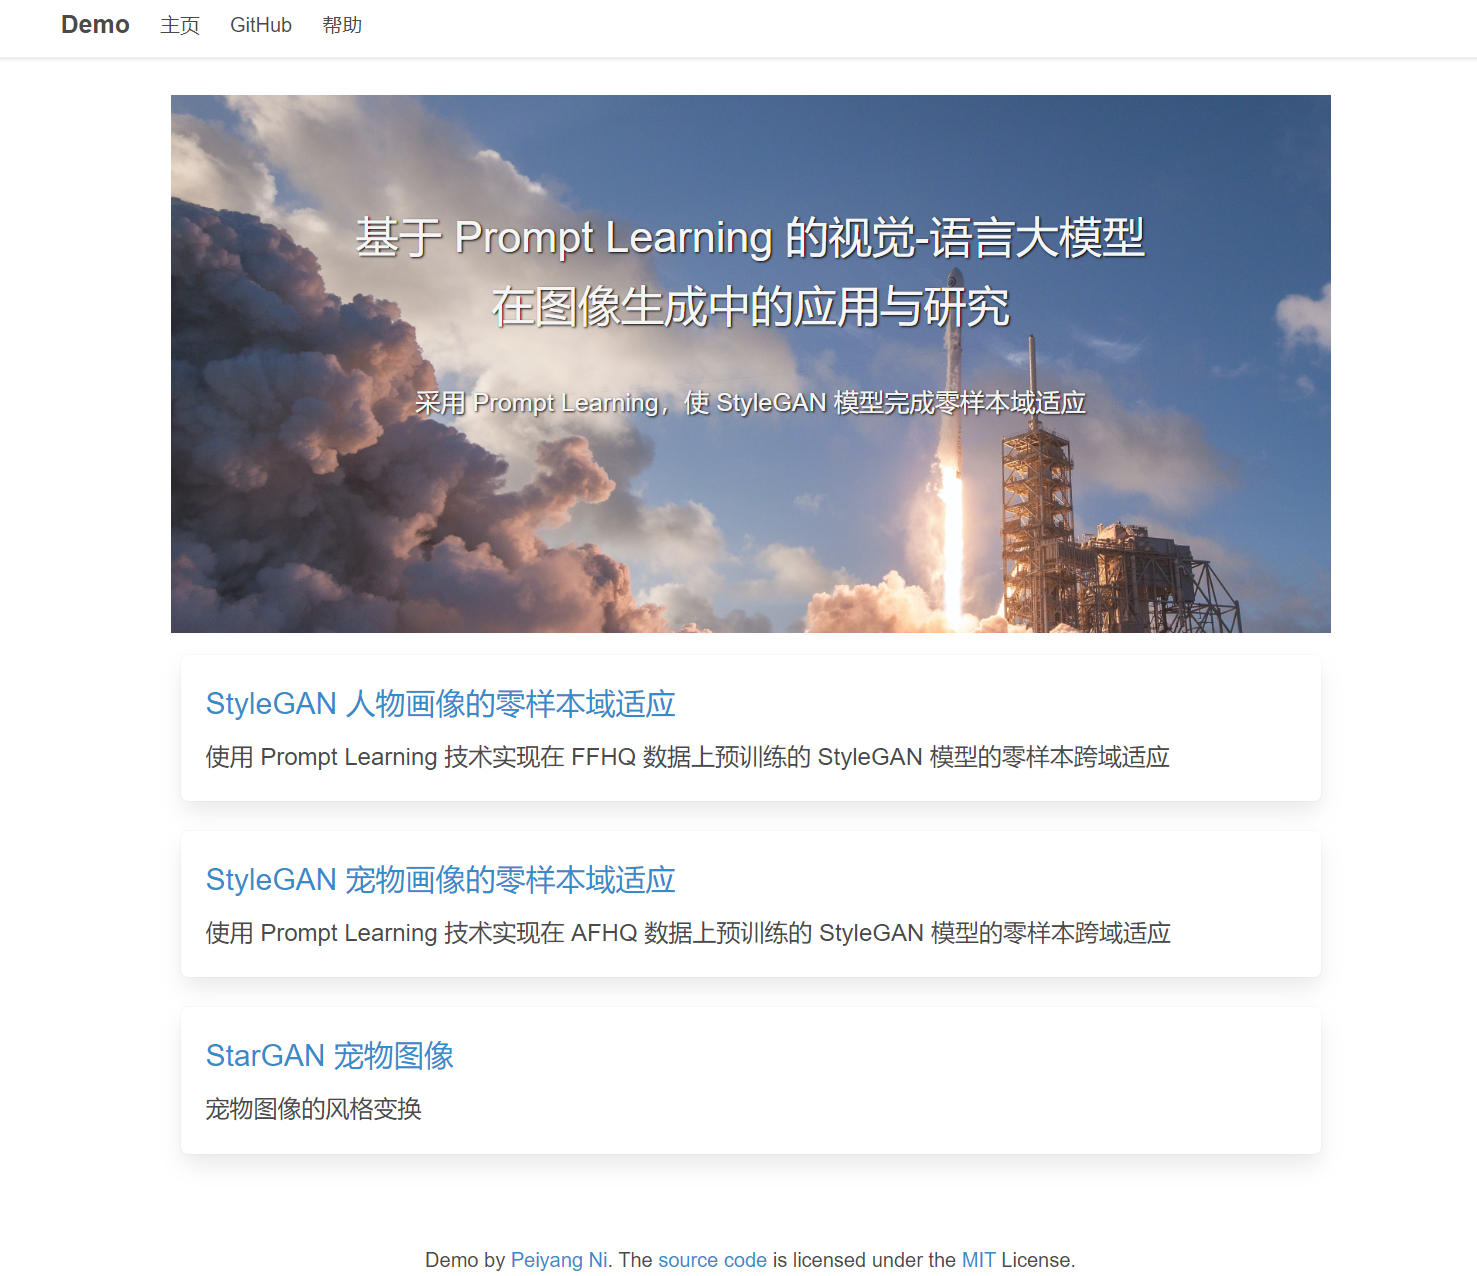 Demo 主页 GitHub 帮助
基于 Prompt Learning 的视觉-语言大模型
在图像生成中的应用与研究
采用 Prompt Learning，使 StyleGAN 模型完成零样本域适应
StyleGAN 人物画像的零样本域适应
使用 Prompt Learning 技术实现在 FFHQ 数据上预训练的 StyleGAN 模型的零样本跨域适应
StyleGAN 宠物画像的零样本域适应
使用 Prompt Learning 技术实现在 AFHQ 数据上预训练的 StyleGAN 模型的零样本跨域适应
StarGAN 宠物图像
宠物图像的风格变换
Demo by Peiyang Ni. The source code is licensed under the MIT License.